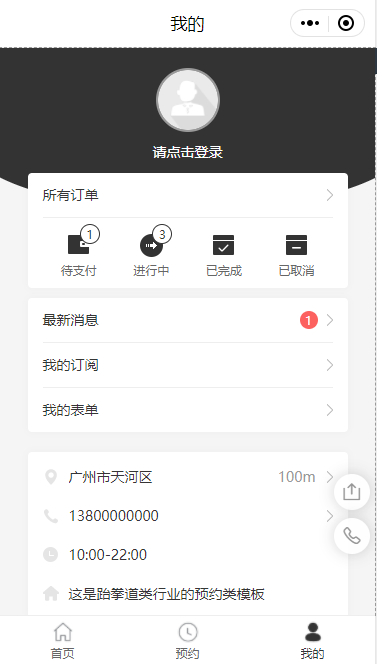 我的
请点击登录
所有订单
1 3
待支付 进行中 已完成 已取消
最新消息 1
我的订阅
我的表单
广州市天河区 100m
13800000000
10:00-22:00
这是跆拳道类行业的预约类模板
首页 预约 我的